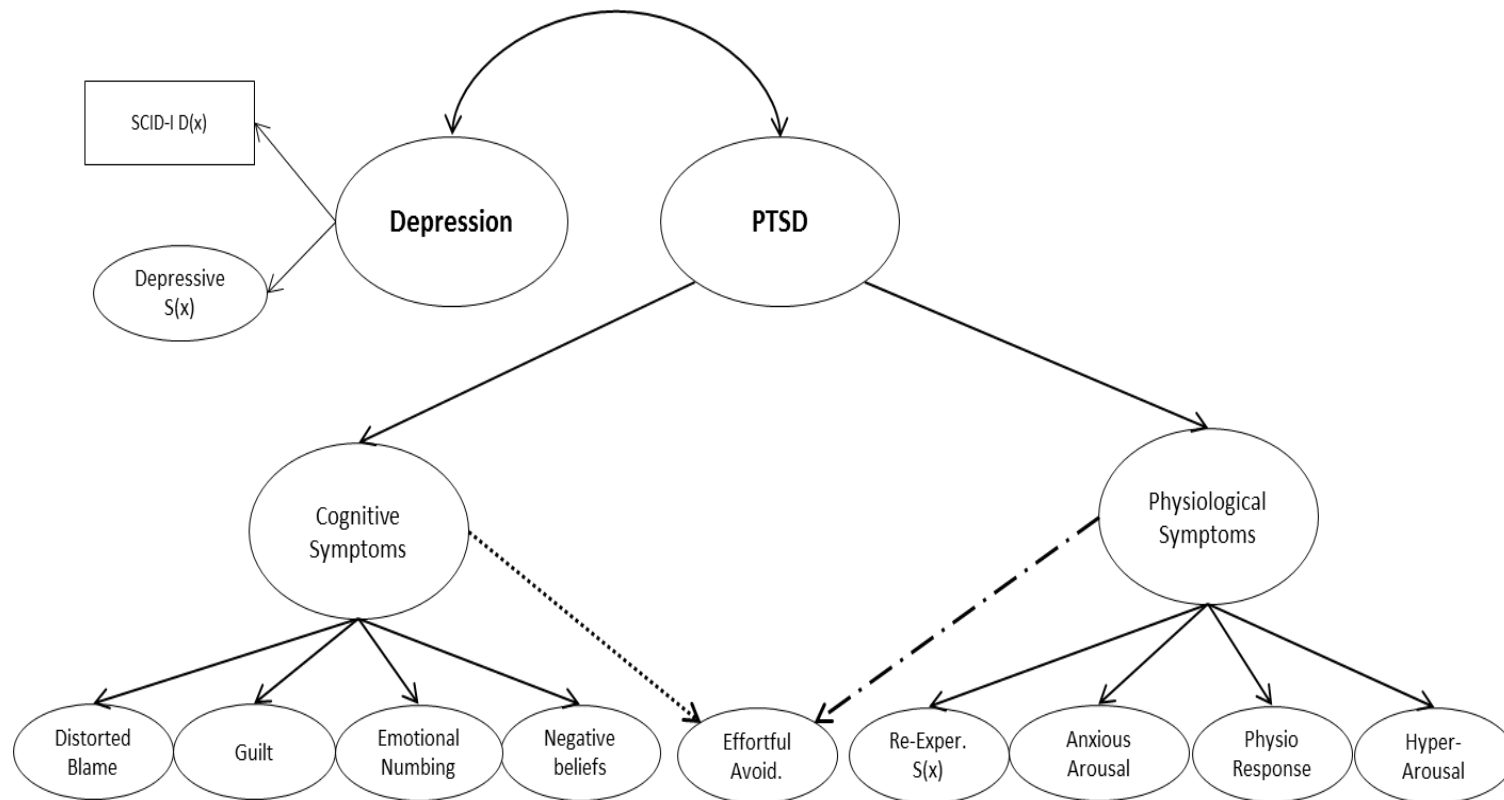 SCID-I D(x)
Depression
PTSD
Depressive
S(x)
Cognitive
Symptoms
Physiological
Symptoms
Distorted
Blame
Guilt
Emotional
Numbing
Negative
beliefs
Effortful
Avoid.
Re-Exper.
S(x)
Anxious
Arousal
Physio
Response
Hyper-
Arousal